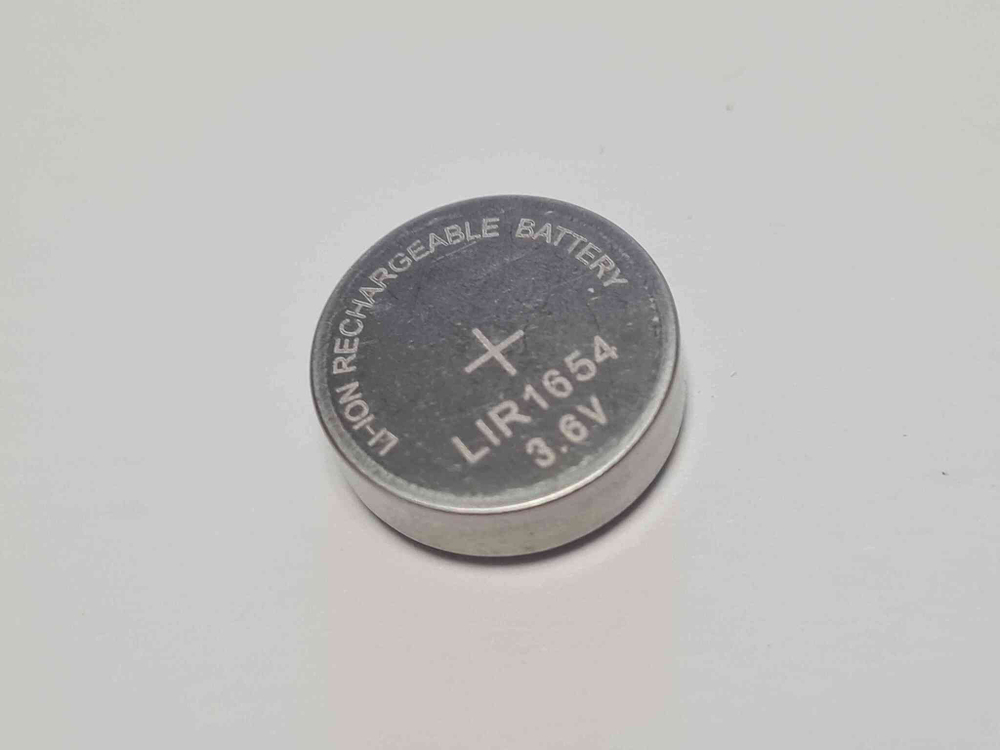 LI-ION RECHARGEABLE BATTERY
+
LIR1654
3.6V